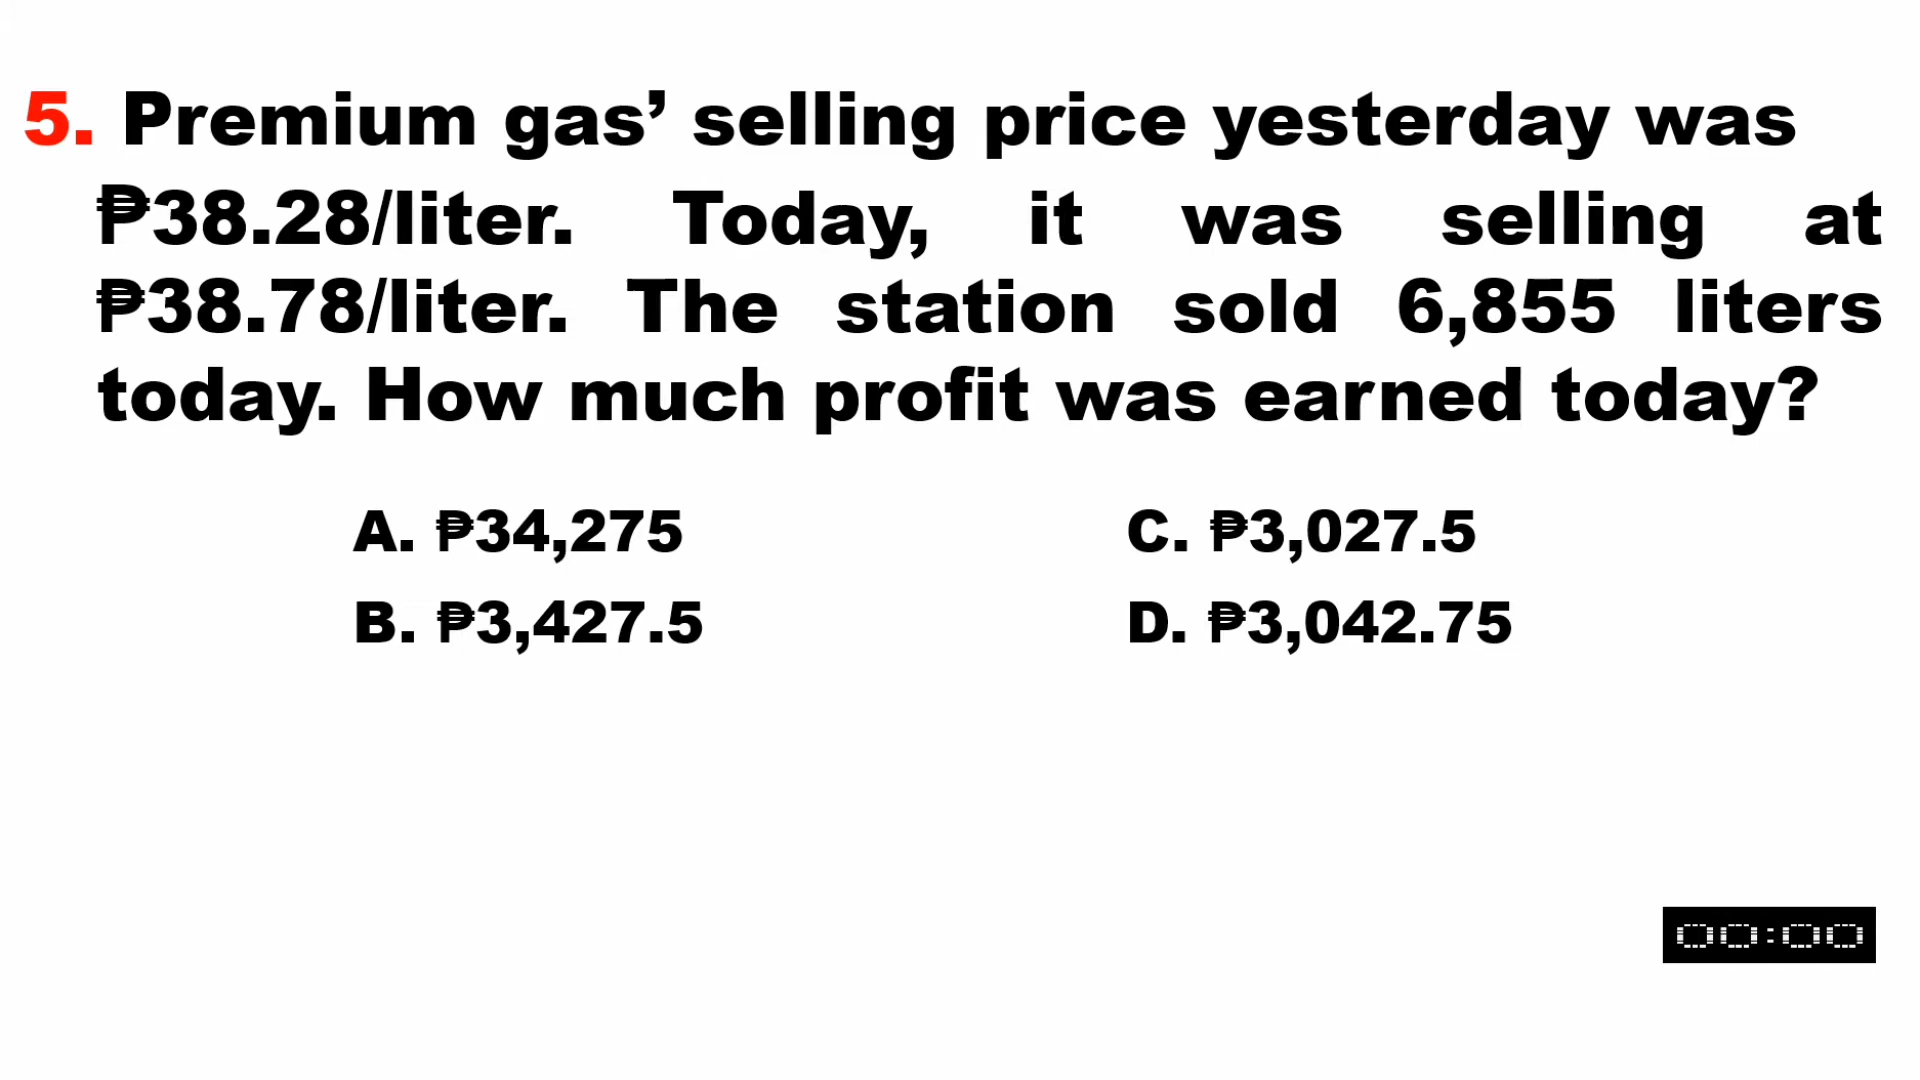 5. Premium gas’ selling price yesterday was
₱38.28/liter. Today, it was selling at
₱38.78/liter. The station sold 6,855 liters
today. How much profit was earned today?
A. ₱34,275
C. ₱3,027.5
B. ₱3,427.5
D. ₱3,042.75
00:00